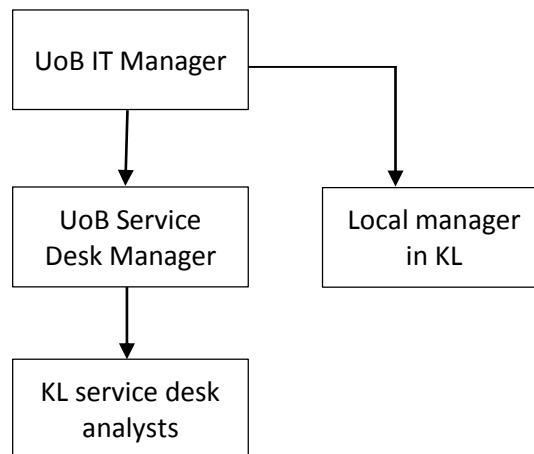 UoB IT Manager
UoB Service
Desk Manager
Local manager
in KL
KL service desk
analysts